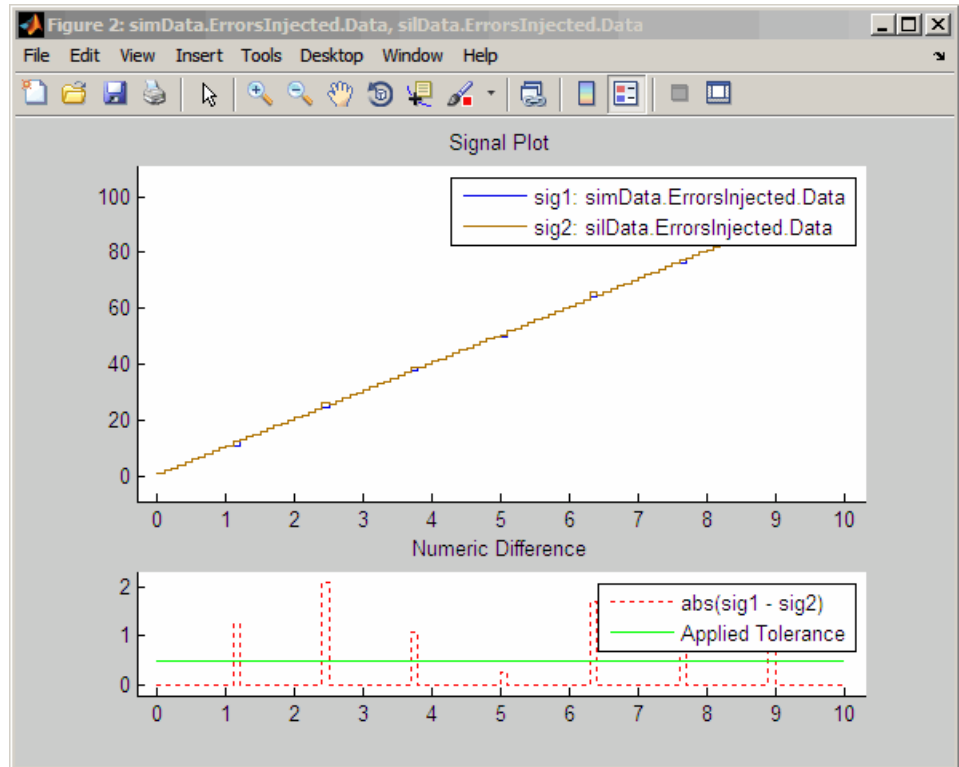 Figure 2: simData.ErrorsInjected.Data, silData.ErrorsInjected.Data
File Edit View Insert Tools Desktop Window Help
Signal Plot
sig1: simData.ErrorsInjected.Data
sig2: silData.ErrorsInjected.Data
100
80
60
40
20
0
0 1 2 3 4 5 6 7 8 9 10
Numeric Difference
abs(sig1 - sig2)
Applied Tolerance
2
1
0
0 1 2 3 4 5 6 7 8 9 10